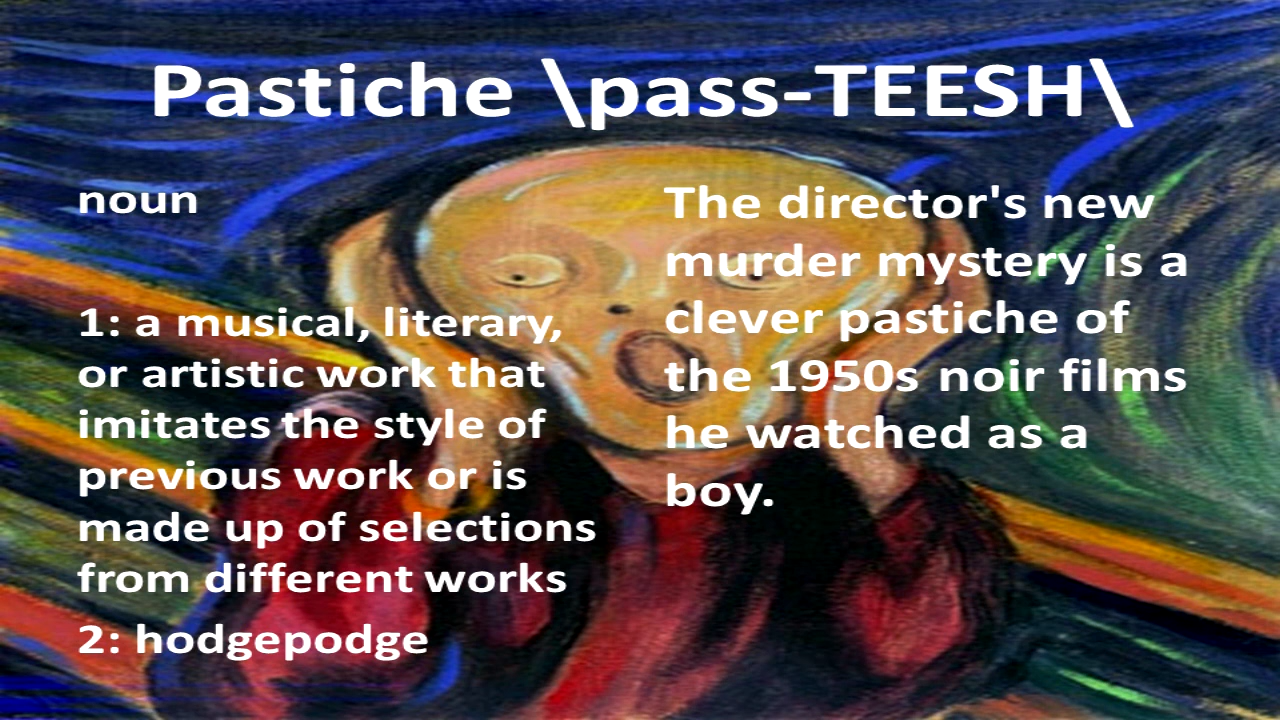 Pastiche \pass-TEESH\
noun
1: a musical, literary,
or artistic work that
imitates the style of
previous work or is
made up of selections
from different works
2: hodgepodge
The director's new
murder mystery is a
clever pastiche of
the 1950s noir films
he watched as a
boy.